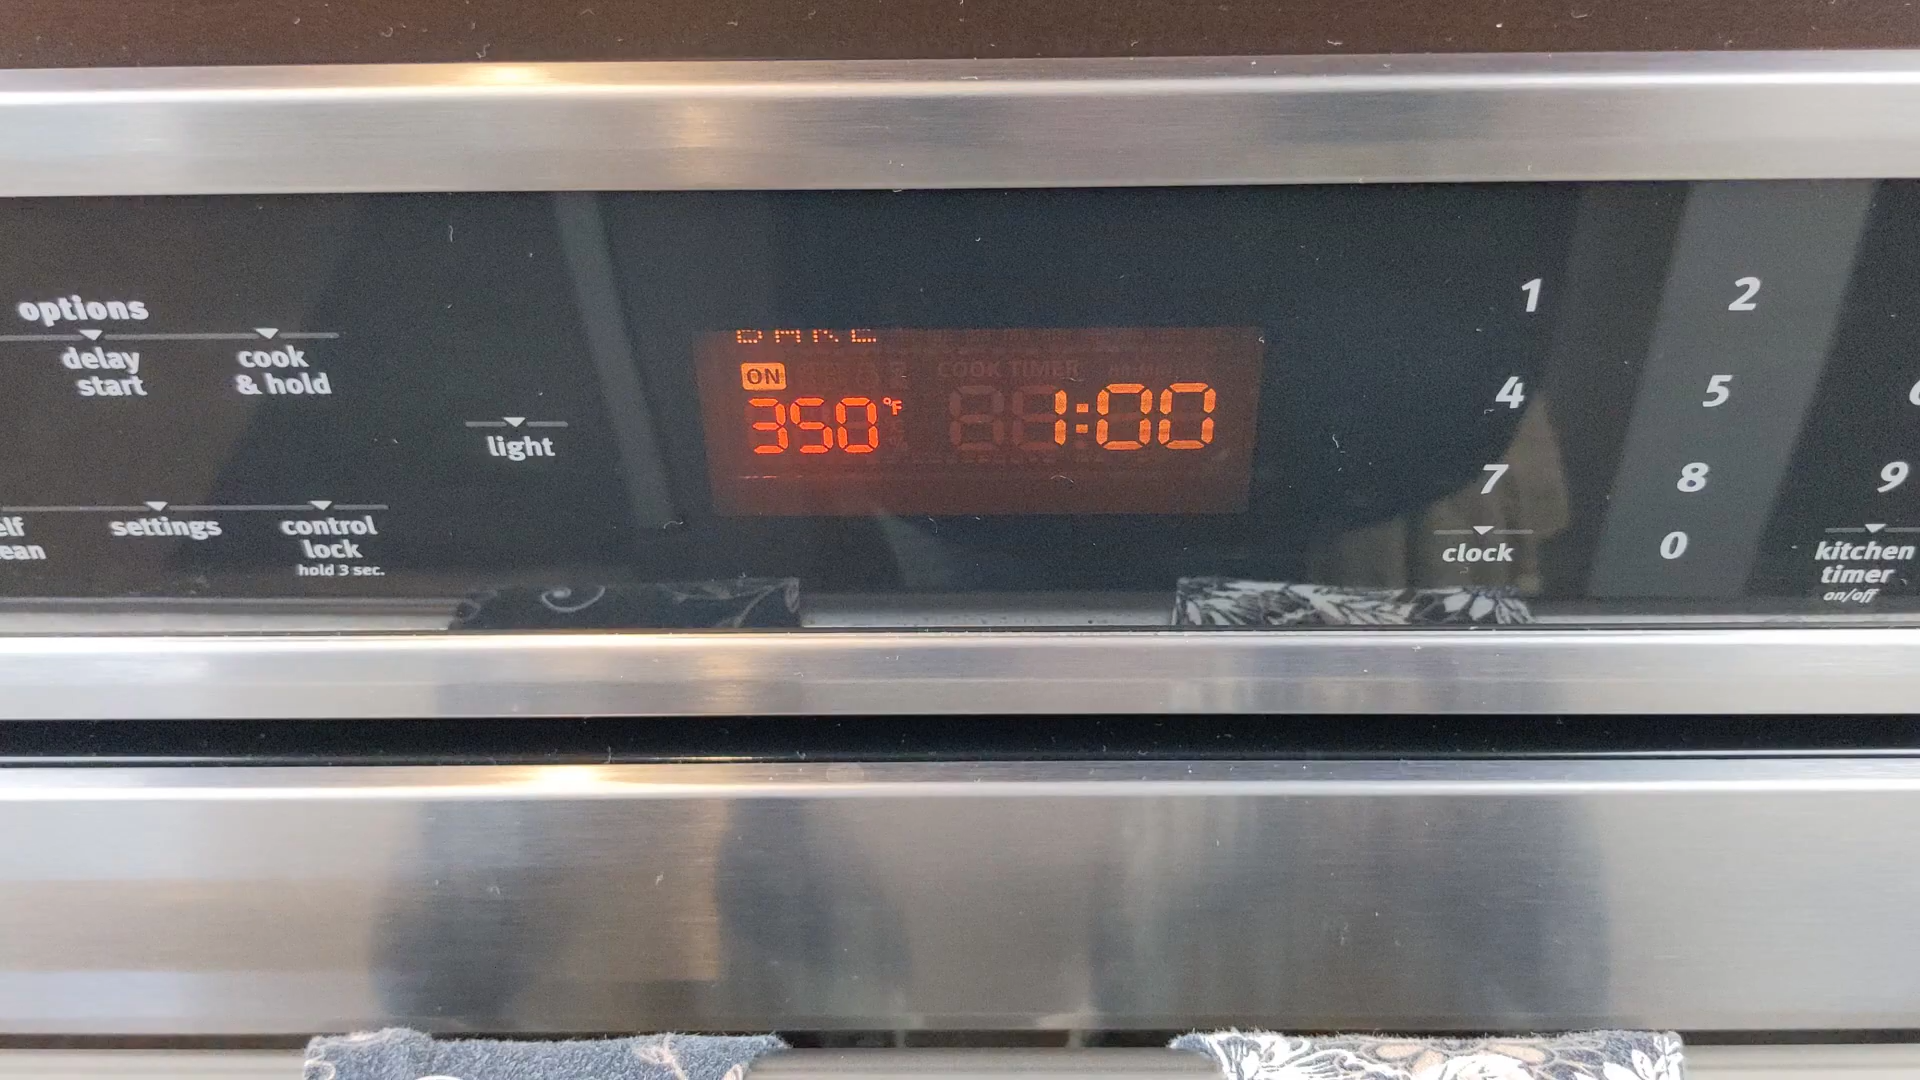 options
delay
start
cook
& hold
light
elf
ean
settings
control
lock
hold 3 sec.
BAKE
ON
COOK TIMER
350°F
1:00
1
2
4
5
6
7
8
9
0
clock
kitchen
timer
on/off